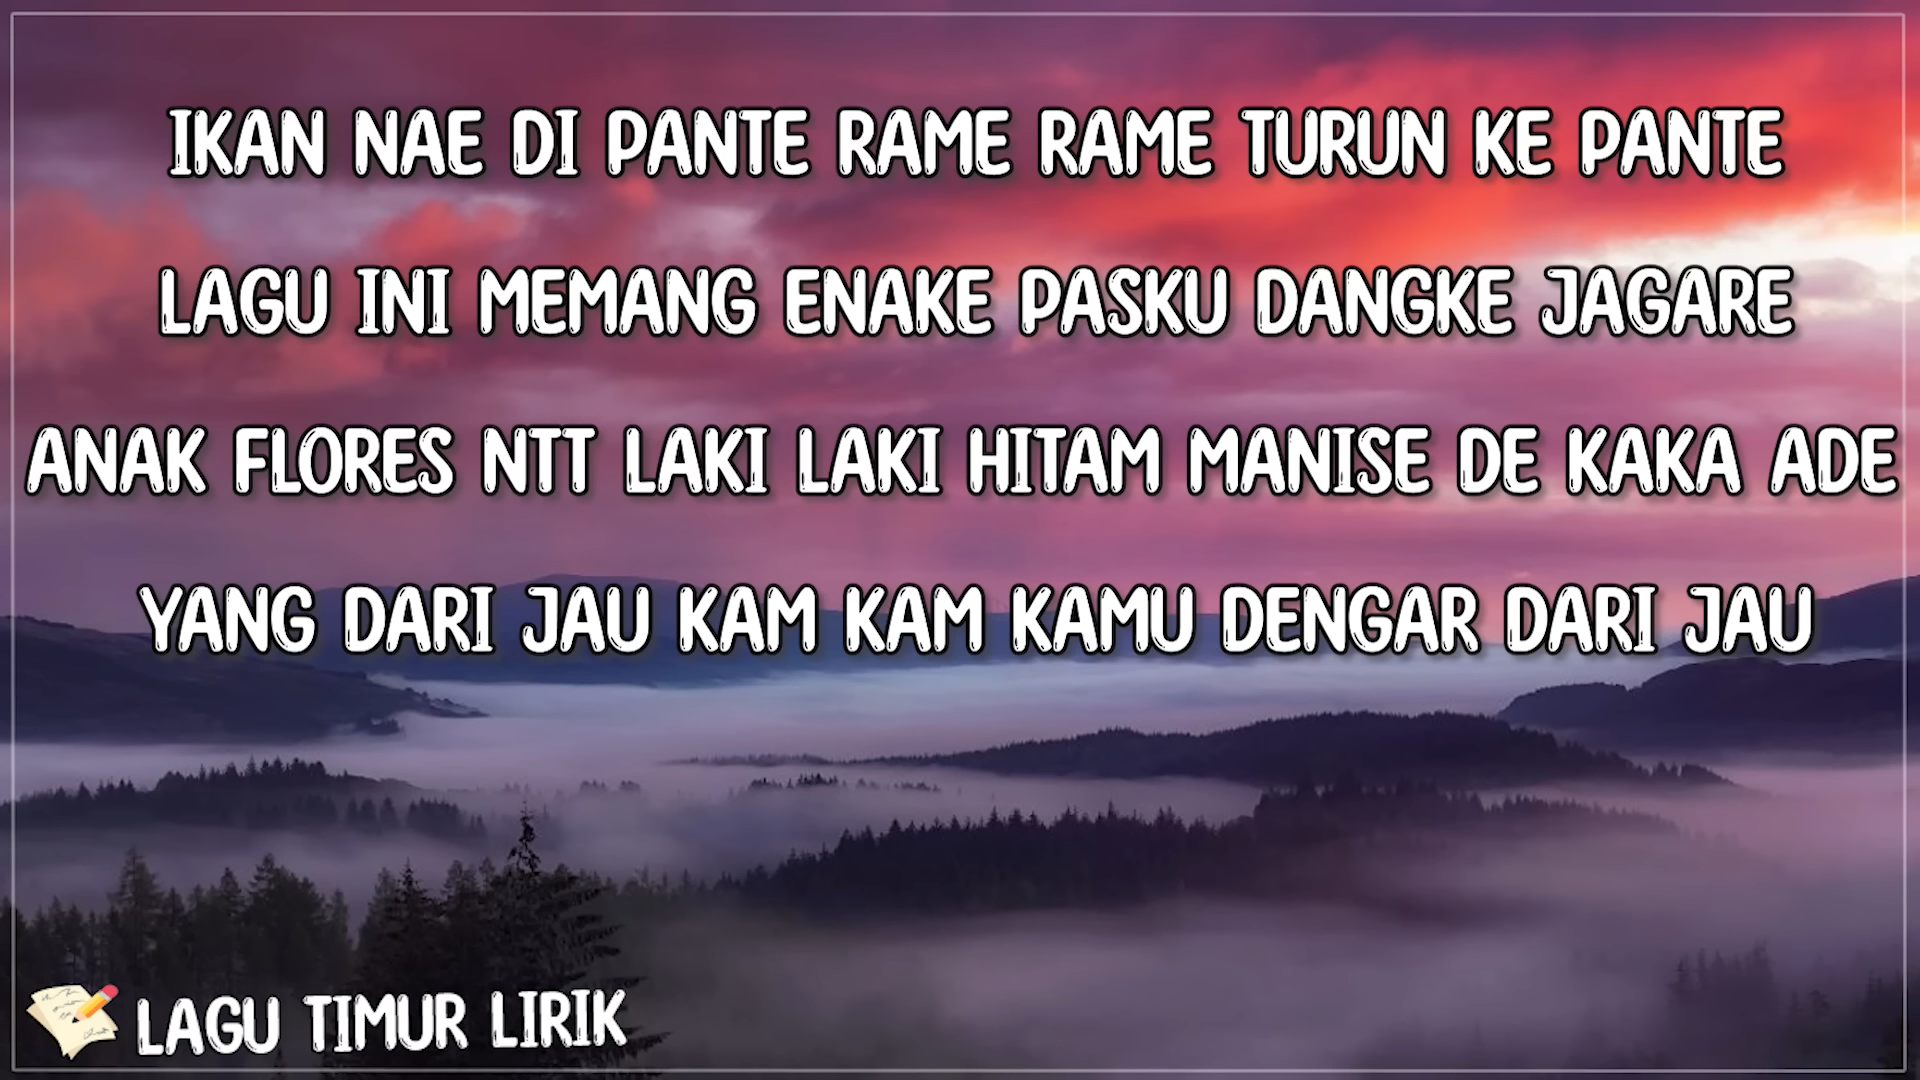 IKAN NAE DI PANTE RAME RAME TURUN KE PANTE
LAGU INI MEMANG ENAKE PASKU DANGKE JAGARE
ANAK FLORES NTT LAKI LAKI HITAM MANISE DE KAKA ADE
YANG DARI JAU KAM KAM KAMU DENGAR DARI JAU
LAGU TIMUR LIRIK